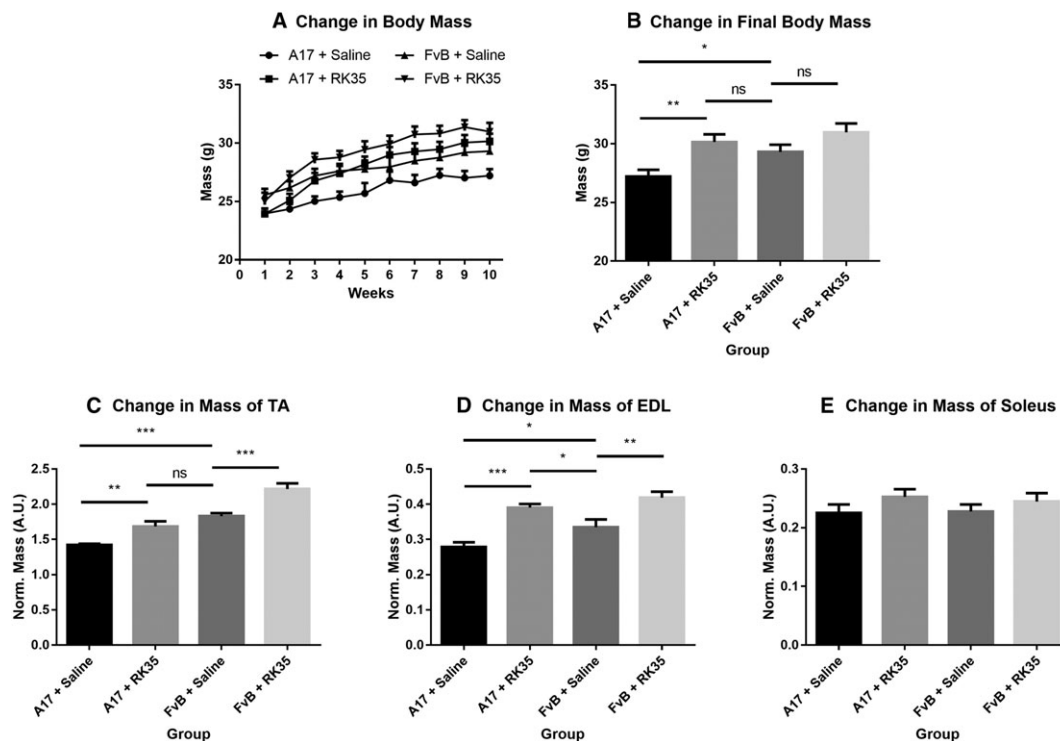 A Change in Body Mass
A17 + Saline
FvB + Saline
A17 + RK35
FvB + RK35
35
30
25
20
Mass (g)
0 1 2 3 4 5 6 7 8 9 10
Weeks
B Change in Final Body Mass
*
ns
ns
**
35
30
25
20
Mass (g)
A17 + Saline
A17 + RK35
FvB + Saline
FvB + RK35
Group
C Change in Mass of TA
***
***
ns
**
2.5
2.0
1.5
1.0
0.5
0.0
Norm. Mass (A.U.)
A17 + Saline
A17 + RK35
FvB + Saline
FvB + RK35
Group
D Change in Mass of EDL
*
**
*
***
0.6
0.4
0.2
0.0
Norm. Mass (A.U.)
A17 + Saline
A17 + RK35
FvB + Saline
FvB + RK35
Group
E Change in Mass of Soleus
0.3
0.2
0.1
0.0
Norm. Mass (A.U.)
A17 + Saline
A17 + RK35
FvB + Saline
FvB + RK35
Group